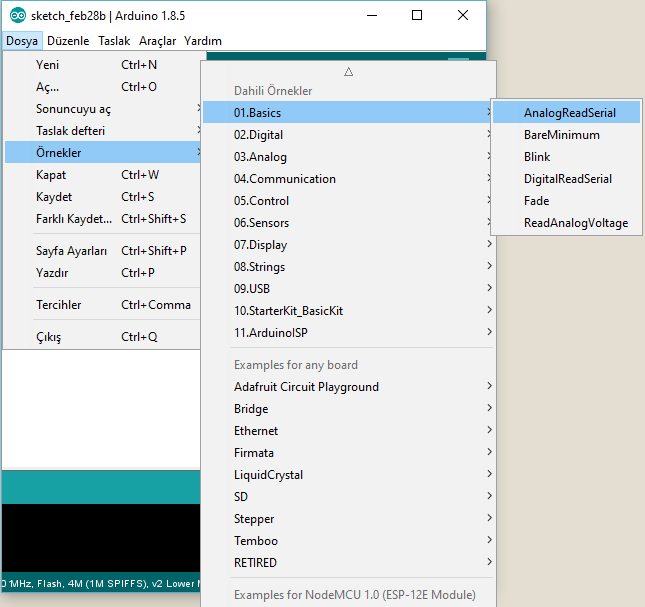 sketch_feb28b | Arduino 1.8.5
Dosya Düzenle Taslak Araçlar Yardım
Yeni Ctrl+N
Aç... Ctrl+O
Sonuncuyu aç
Taslak defteri
Örnekler
Kapat Ctrl+W
Kaydet Ctrl+S
Farklı Kaydet... Ctrl+Shift+S
Sayfa Ayarları Ctrl+Shift+P
Yazdır Ctrl+P
Tercihler Ctrl+Comma
Çıkış Ctrl+Q
Dahili Örnekler
01.Basics
02.Digital
03.Analog
04.Communication
05.Control
06.Sensors
07.Display
08.Strings
09.USB
10.StarterKit_BasicKit
11.ArduinoISP
Examples for any board
Adafruit Circuit Playground
Bridge
Ethernet
Firmata
LiquidCrystal
SD
Stepper
Temboo
RETIRED
Examples for NodeMCU 1.0 (ESP-12E Module)
AnalogReadSerial
BareMinimum
Blink
DigitalReadSerial
Fade
ReadAnalogVoltage
0 MHz, Flash, 4M (1M SPIFFS), v2 Lower